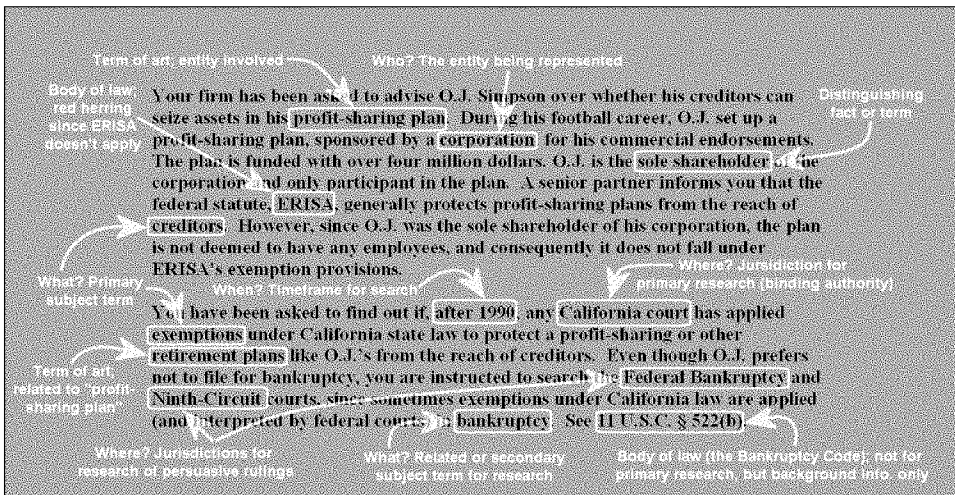 Term of art; entity involved
Who? The entity being represented
Body of law;
red herring
since ERISA
doesn't apply
Distinguishing
fact or term
Your firm has been asked to advise O.J. Simpson over whether his creditors can
seize assets in his profit-sharing plan. During his football career, O.J. set up a
profit-sharing plan, sponsored by a corporation for his commercial endorsements.
The plan is funded with over four million dollars. O.J. is the sole shareholder of the
corporation and only participant in the plan. A senior partner informs you that the
federal statute, ERISA, generally protects profit-sharing plans from the reach of
creditors. However, since O.J. was the sole shareholder of his corporation, the plan
is not deemed to have any employees, and consequently it does not fall under
ERISA's exemption provisions.
What? Primary
subject term
When? Timeframe for search
Where? Jursidiction for
primary research (binding authority)
You have been asked to find out if, after 1990, any California court has applied
exemptions under California state law to protect a profit-sharing or other
retirement plans like O.J.'s from the reach of creditors. Even though O.J. prefers
not to file for bankruptcy, you are instructed to search the Federal Bankruptcy and
Ninth-Circuit courts, since sometimes exemptions under California law are applied
(and interpreted by federal courts) in bankruptcy. See 11 U.S.C. § 522(b).
Term of art;
related to "profit-
sharing plan"
Where? Jurisdictions for
research of persuasive rulings
What? Related or secondary
subject term for research
Body of law (the Bankruptcy Code); not for
primary research, but background info. only